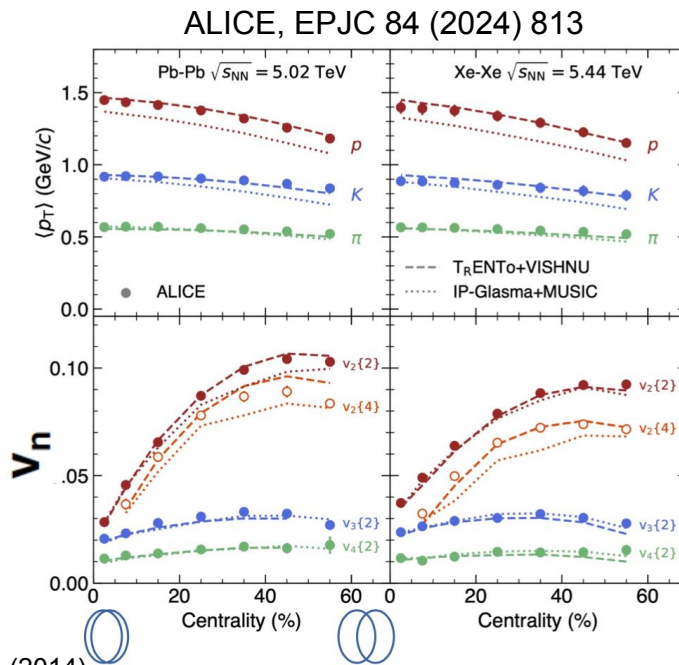 ALICE, EPJC 84 (2024) 813
Pb-Pb √sNN = 5.02 TeV
Xe-Xe √sNN = 5.44 TeV
⟨pT⟩ (GeV/c)
1.5
1.0
0.5
0.0
p
K
π
ALICE
p
K
π
TRENTo+VISHNU
IP-Glasma+MUSIC
vn
0.10
.05
0.00
v2{2}
v2{4}
v3{2}
v4{2}
v2{2}
v2{4}
v3{2}
v4{2}
0 20 40 60
0 20 40 60
Centrality (%)
Centrality (%)
(2014)